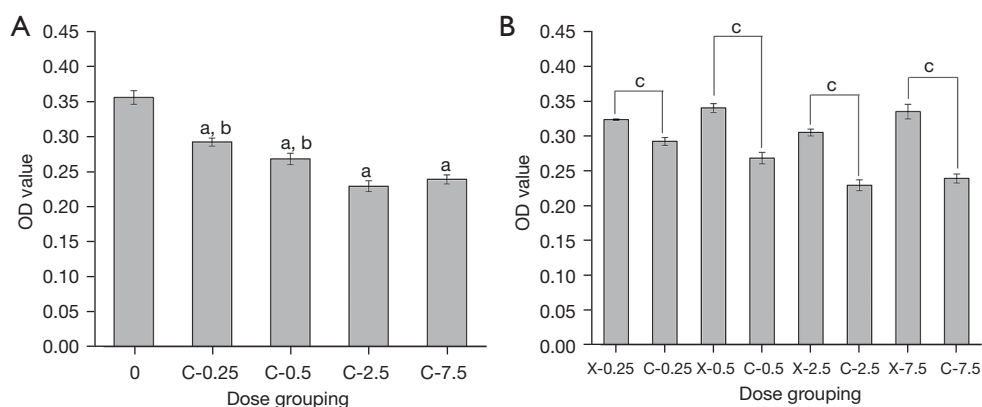 A
0.45
0.40
0.35
0.30
0.25
0.20
0.15
0.10
0.05
0.00
OD value
a, b
a, b
a
a
0 C-0.25 C-0.5 C-2.5 C-7.5
Dose grouping
B
0.45
0.40
0.35
0.30
0.25
0.20
0.15
0.10
0.05
0.00
OD value
c
c
c
c
X-0.25 C-0.25 X-0.5 C-0.5 X-2.5 C-2.5 X-7.5 C-7.5
Dose grouping